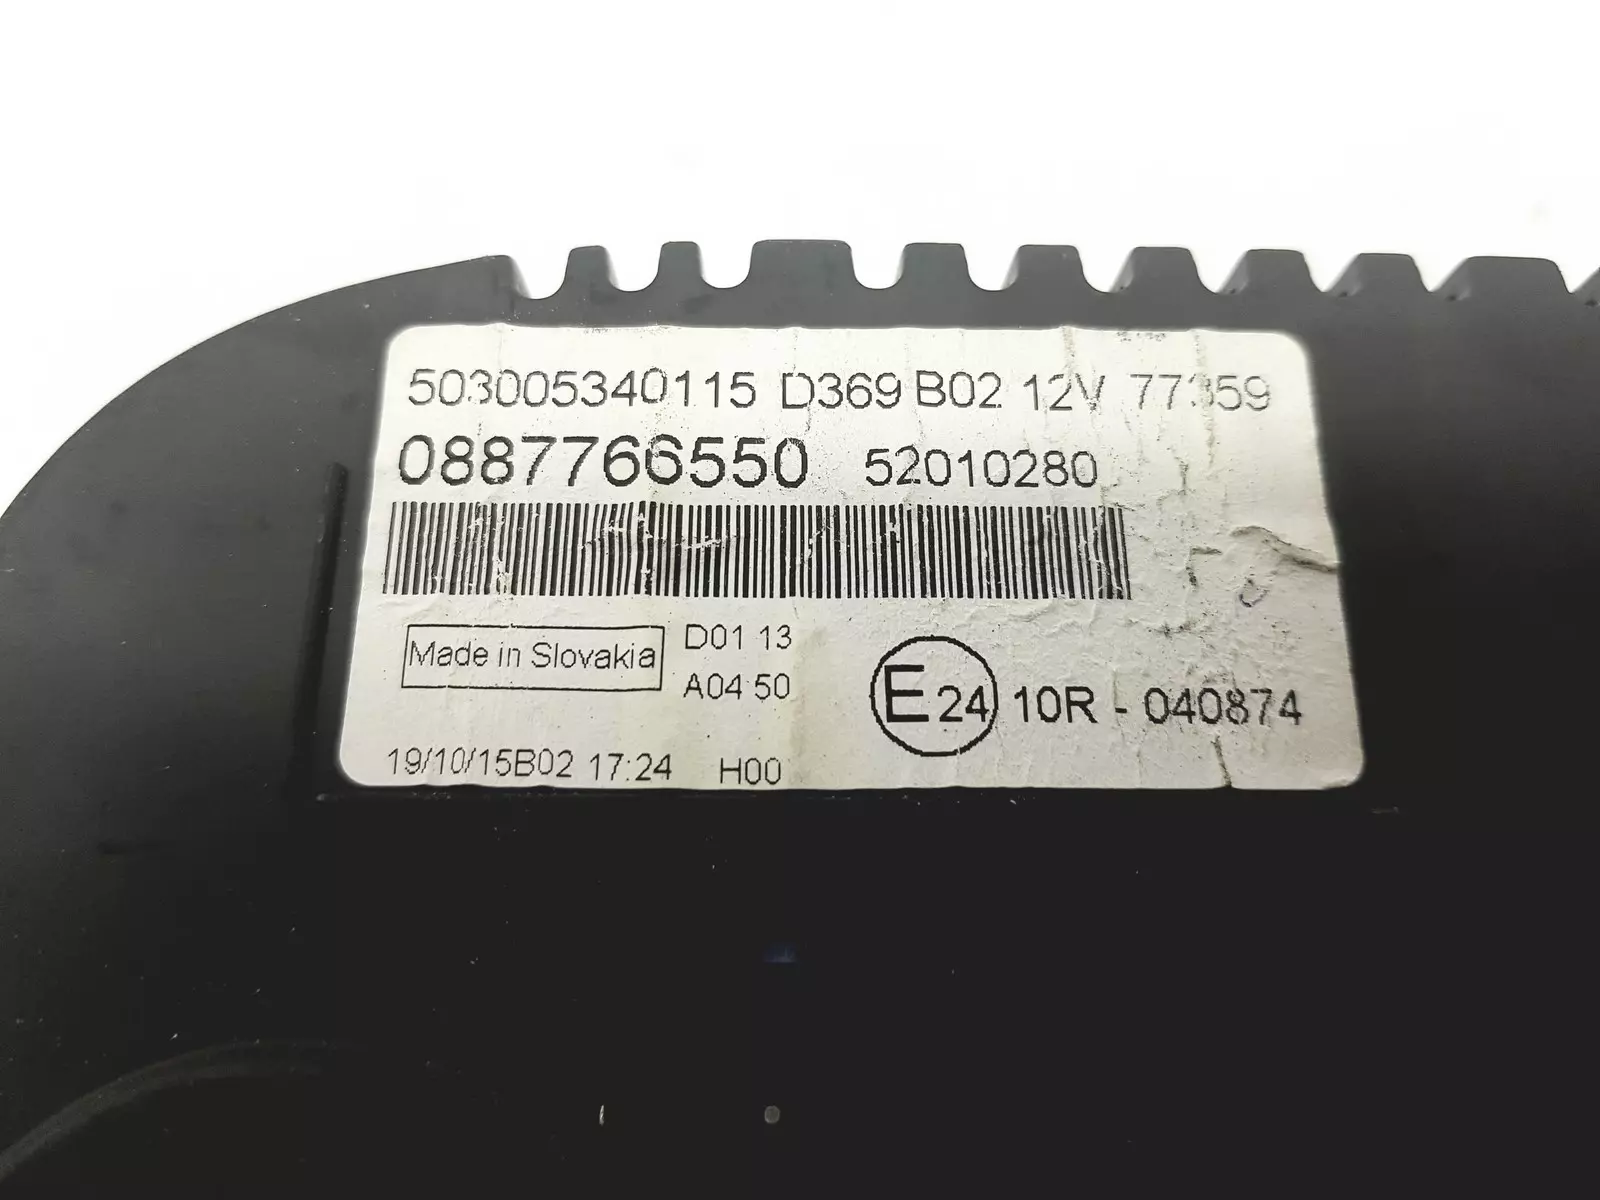 503005340115 D369 B02 12V 77359
0887766550 52010280
Made in Slovakia
D01 13
A04 50
E24 10R - 040874
19/10/15B02 17:24 H00